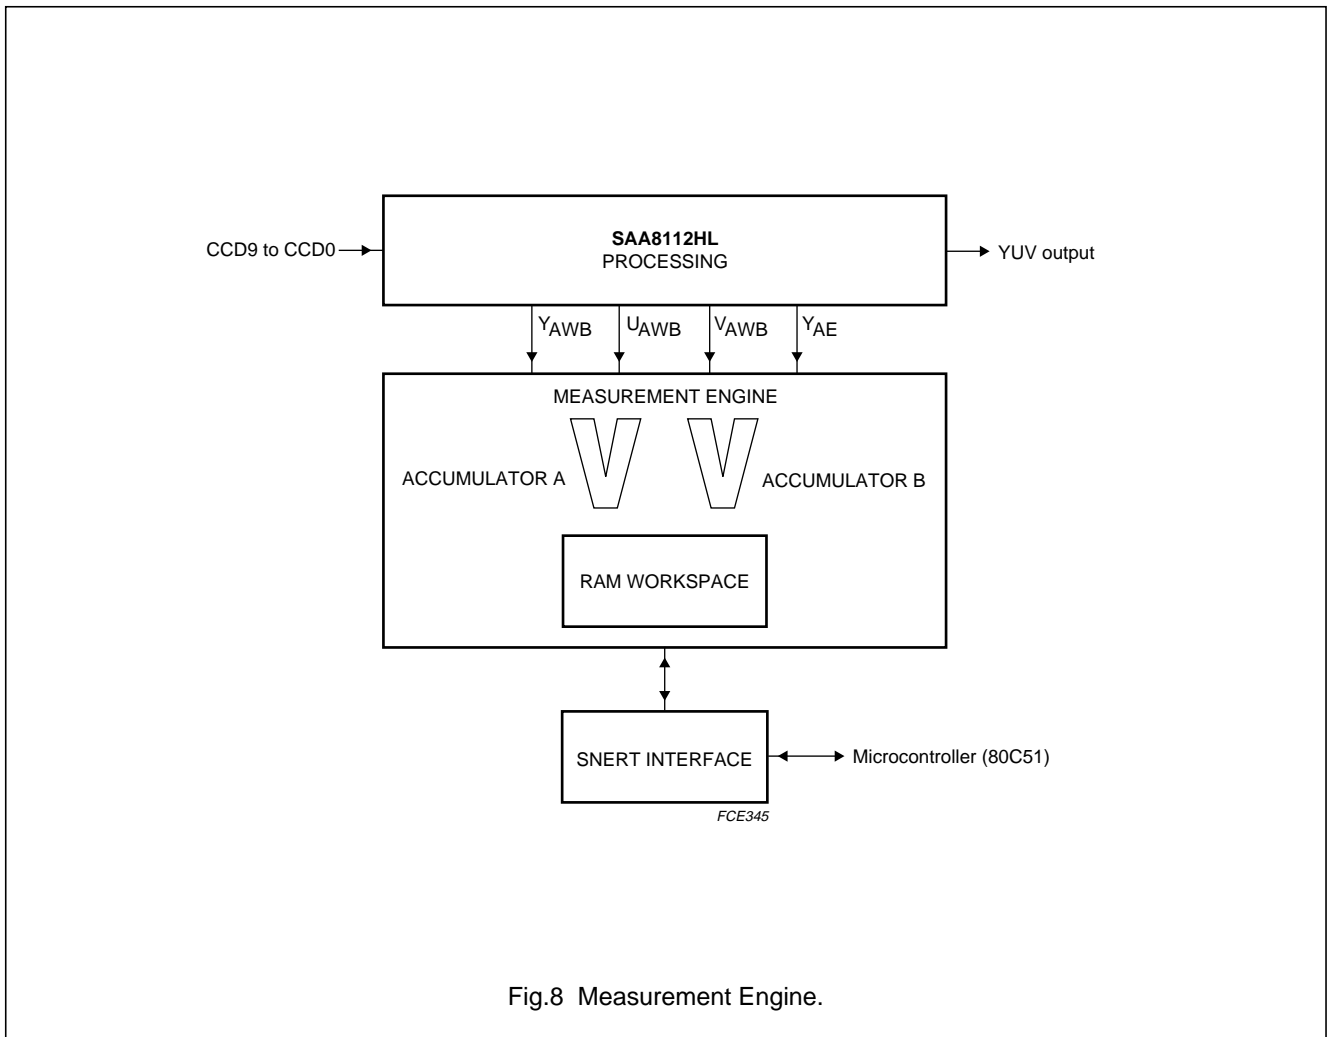 SAA8112HL
PROCESSING
CCD9 to CCD0
YUV output
YAWB UAWB VAWB YAE
MEASUREMENT ENGINE
ACCUMULATOR A
ACCUMULATOR B
RAM WORKSPACE
SNERT INTERFACE
Microcontroller (80C51)
FCE345
Fig.8 Measurement Engine.